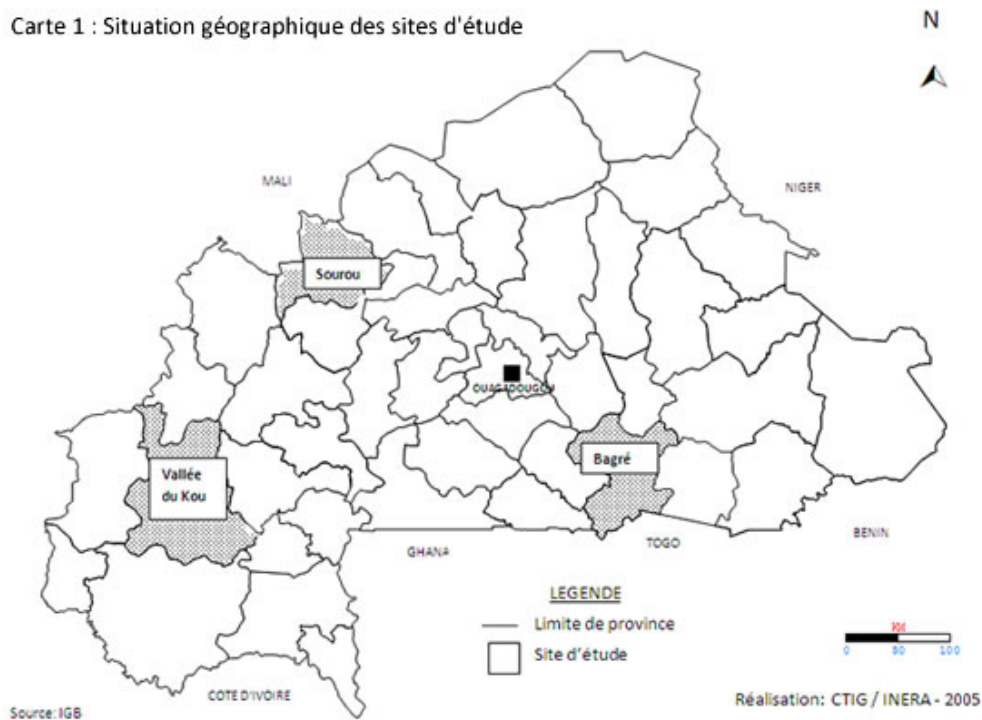 Carte 1 : Situation géographique des sites d'étude
N
MALI
NIGER
Sourou
OUAGADOUGOU
Bagré
Vallée
du Kou
BENIN
GHANA
TOGO
LEGENDE
Limite de province
Site d'étude
0 50 100
COTE D'IVOIRE
Réalisation: CTIG / INERA - 2005
Source: IGB